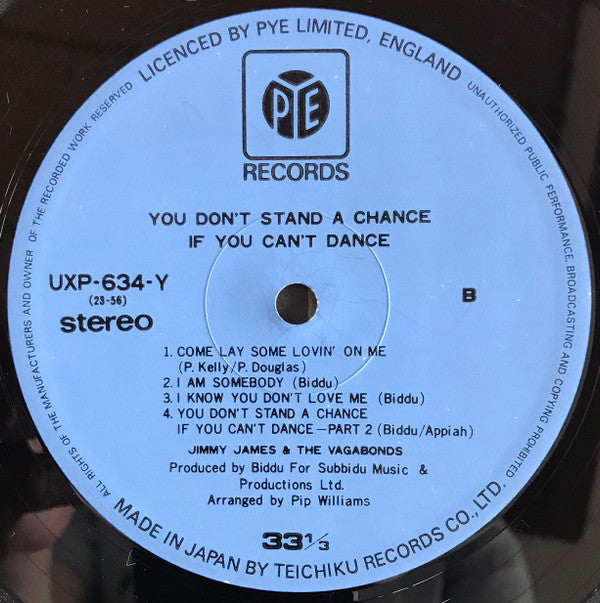 LICENCED BY PYE LIMITED, ENGLAND
UNAUTHORIZED PUBLIC PERFORMANCE, BROADCASTING AND COPYING PROHIBITED
ALL RIGHTS OF THE MANUFACTURERS AND OWNER OF THE RECORDED WORK RESERVED
PYE
RECORDS
YOU DON'T STAND A CHANCE
IF YOU CAN'T DANCE
UXP-634-Y
(23-56)
stereo
B
1. COME LAY SOME LOVIN' ON ME
(P. Kelly/P. Douglas)
2. I AM SOMEBODY (Biddu)
3. I KNOW YOU DON'T LOVE ME (Biddu)
4. YOU DON'T STAND A CHANCE
IF YOU CAN'T DANCE—PART 2 (Biddu/Appiah)
JIMMY JAMES & THE VAGABONDS
Produced by Biddu For Subbidu Music &
Productions Ltd.
Arranged by Pip Williams
33 1/3
MADE IN JAPAN BY TEICHIKU RECORDS CO., LTD.